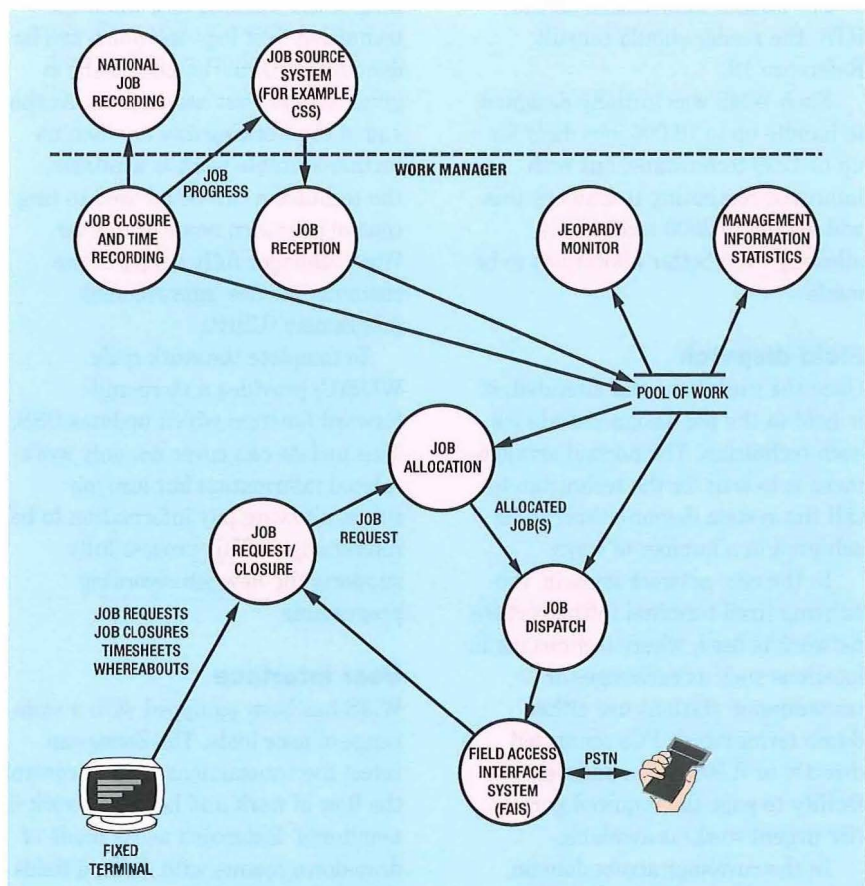 NATIONAL
JOB
RECORDING
JOB SOURCE
SYSTEM
(FOR EXAMPLE,
CSS)
WORK MANAGER
JOB
PROGRESS
JOB CLOSURE
AND TIME
RECORDING
JOB
RECEPTION
JEOPARDY
MONITOR
MANAGEMENT
INFORMATION
STATISTICS
POOL OF WORK
JOB
ALLOCATION
ALLOCATED
JOB(S)
JOB
REQUEST
JOB
REQUEST/
CLOSURE
JOB
DISPATCH
JOB REQUESTS
JOB CLOSURES
TIMESHEETS
WHEREABOUTS
FIELD ACCESS
INTERFACE
SYSTEM
(FAIS)
PSTN
FIXED
TERMINAL